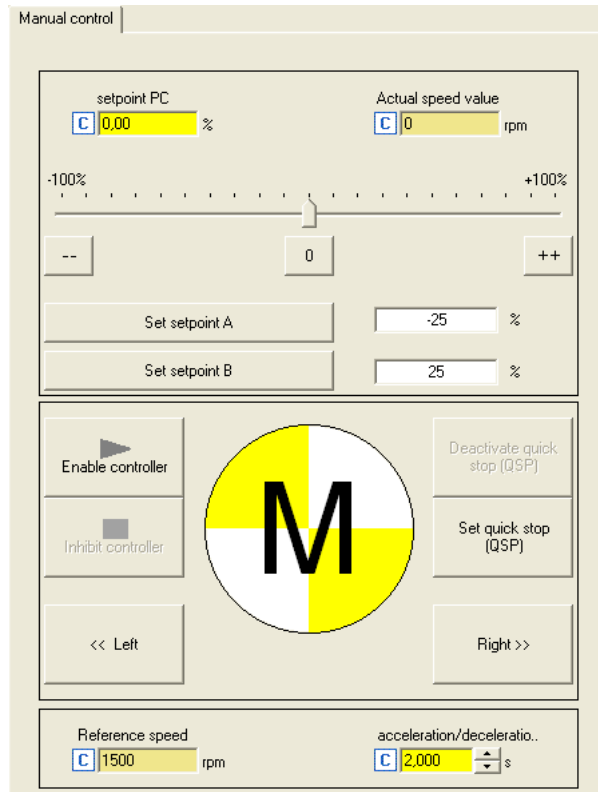 Manual control
setpoint PC
Actual speed value
C 0,00 %
C 0 rpm
-100%
+100%
--
0
++
Set setpoint A
-25 %
Set setpoint B
25 %
Enable controller
Deactivate quick
stop (QSP)
Inhibit controller
M
Set quick stop
(QSP)
<< Left
Right >>
Reference speed
acceleration/deceleratio..
C 1500 rpm
C 2,000 s